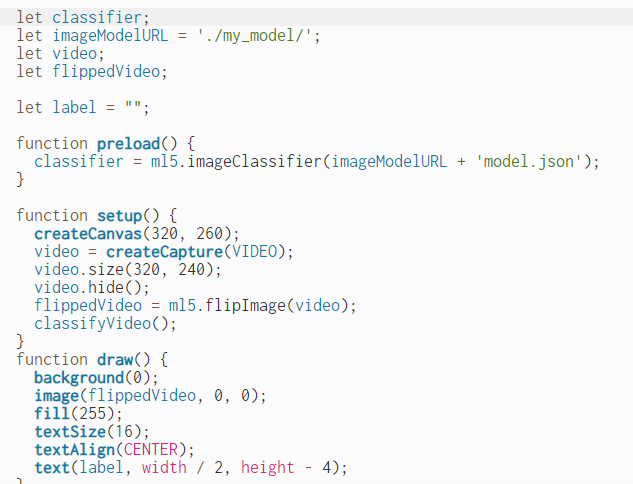 let classifier;
let imageModelURL = './my_model/';
let video;
let flippedVideo;

let label = "";

function preload() {
  classifier = ml5.imageClassifier(imageModelURL + 'model.json');
}

function setup() {
  createCanvas(320, 260);
  video = createCapture(VIDEO);
  video.size(320, 240);
  video.hide();
  flippedVideo = ml5.flipImage(video);
  classifyVideo();
}
function draw() {
  background(0);
  image(flippedVideo, 0, 0);
  fill(255);
  textSize(16);
  textAlign(CENTER);
  text(label, width / 2, height - 4);
}